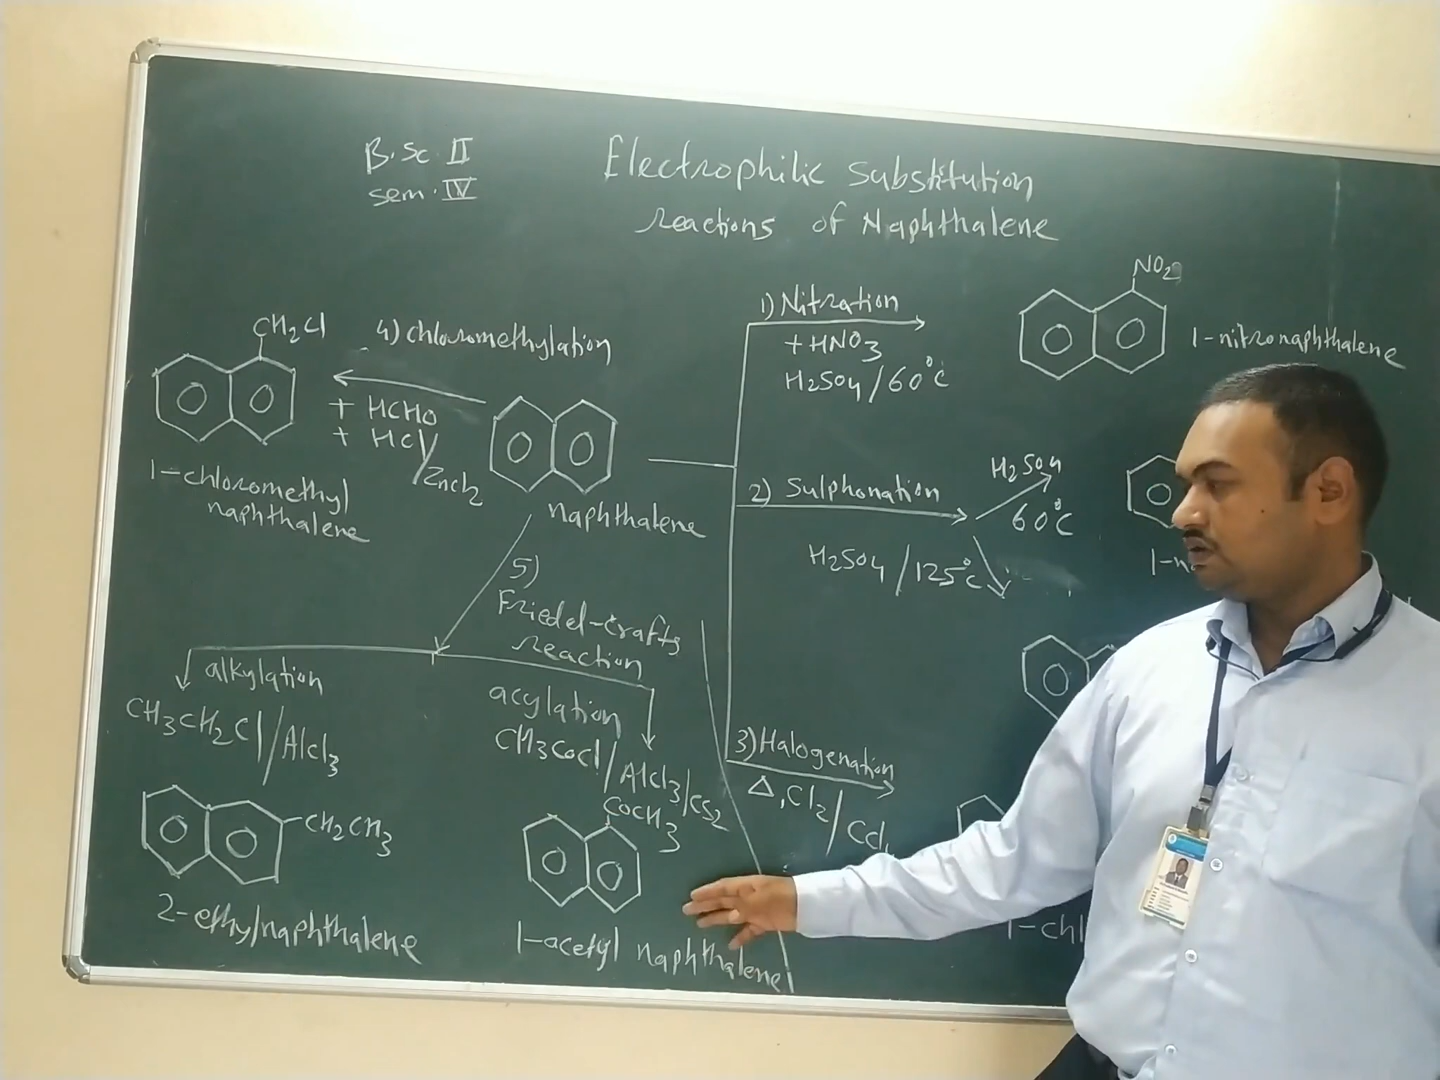 B.Sc II
sem. IV
Electrophilic substitution
reactions of Naphthalene
CH2Cl
4) chloromethylation
+ HCHO
+ HCl/
ZnCl2
1-chloromethyl
naphthalene
naphthalene
1) Nitration
+ HNO3
H2SO4/60°C
NO2
1-nitronaphthalene
2) Sulphonation
H2SO4
60°C
H2SO4/125°C
3) Halogenation
Δ, Cl2/
5)
Friedel-Crafts
reaction
alkylation
CH3CH2Cl/AlCl3
CH2CH3
2-ethylnaphthalene
acylation
CH3COCl/AlCl3/CS2
COCH3
1-acetyl naphthalene